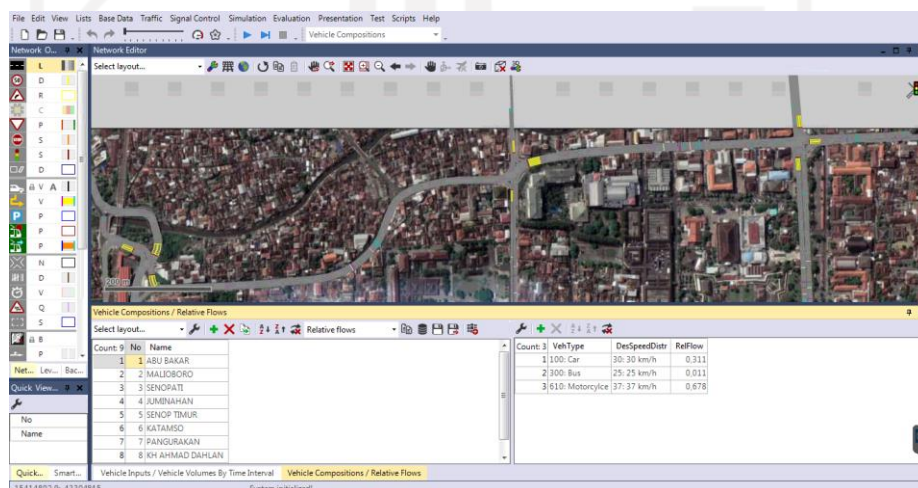 File Edit View Lists Base Data Traffic Signal Control Simulation Evaluation Presentation Test Scripts Help
Vehicle Compositions
Network O...
Network Editor
Select layout...
L
D
R
C
P
S
S
D
V A
V
P
P
P
N
D
V
Q
S
B
P
200 m
Net... Lev... Bac...
Quick View...
No
Name
Quick... Smart...
Vehicle Compositions / Relative Flows
Select layout... Relative flows
Count: 9 No Name
1 1 ABU BAKAR
2 2 MALIOBORO
3 3 SENOPATI
4 4 JUMINAHAN
5 5 SENOP TIMUR
6 6 KATAMSO
7 7 PANGURAKAN
8 8 KH AHMAD DAHLAN
Count: 3 VehType DesSpeedDistr RelFlow
1 100: Car 30: 30 km/h 0,311
2 300: Bus 25: 25 km/h 0,011
3 610: Motorcylce 37: 37 km/h 0,678
Vehicle Inputs / Vehicle Volumes By Time Interval Vehicle Compositions / Relative Flows